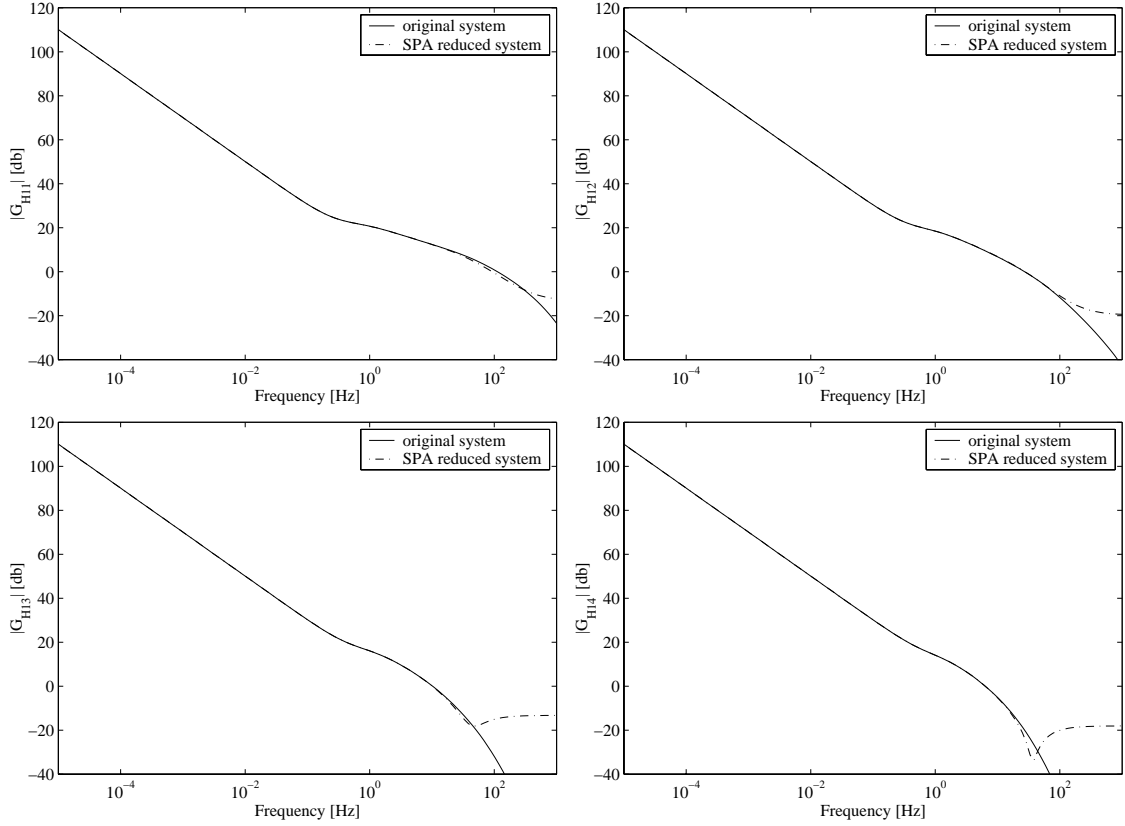 120
100
80
60
40
20
0
−20
−40
|G_H11| [db]
original system
SPA reduced system
10^−4 10^−2 10^0 10^2
Frequency [Hz]
120
100
80
60
40
20
0
−20
−40
|G_H12| [db]
original system
SPA reduced system
10^−4 10^−2 10^0 10^2
Frequency [Hz]
120
100
80
60
40
20
0
−20
−40
|G_H13| [db]
original system
SPA reduced system
10^−4 10^−2 10^0 10^2
Frequency [Hz]
120
100
80
60
40
20
0
−20
−40
|G_H14| [db]
original system
SPA reduced system
10^−4 10^−2 10^0 10^2
Frequency [Hz]